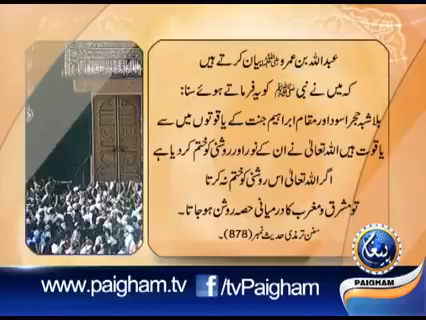 عبداللہ بن عمرو رضی اللہ عنہ بیان کرتے ہیں
کہ میں نے نبی ﷺ کو یہ فرماتے ہوئے سنا:
بلاشبہ حجر اسود اور مقام ابراہیم جنت کے یاقوتوں میں سے
یاقوت ہیں اللہ تعالیٰ نے ان کے نور اور روشنی کو ختم کر دیا ہے
اگر اللہ تعالیٰ اس روشنی کو ختم نہ کرتا
تو مشرق و مغرب کا درمیانی حصہ روشن ہو جاتا۔
سنن ترمذی حدیث نمبر (878)۔
www.paigham.tv f/tvPaigham
پیغام
PAIGHAM